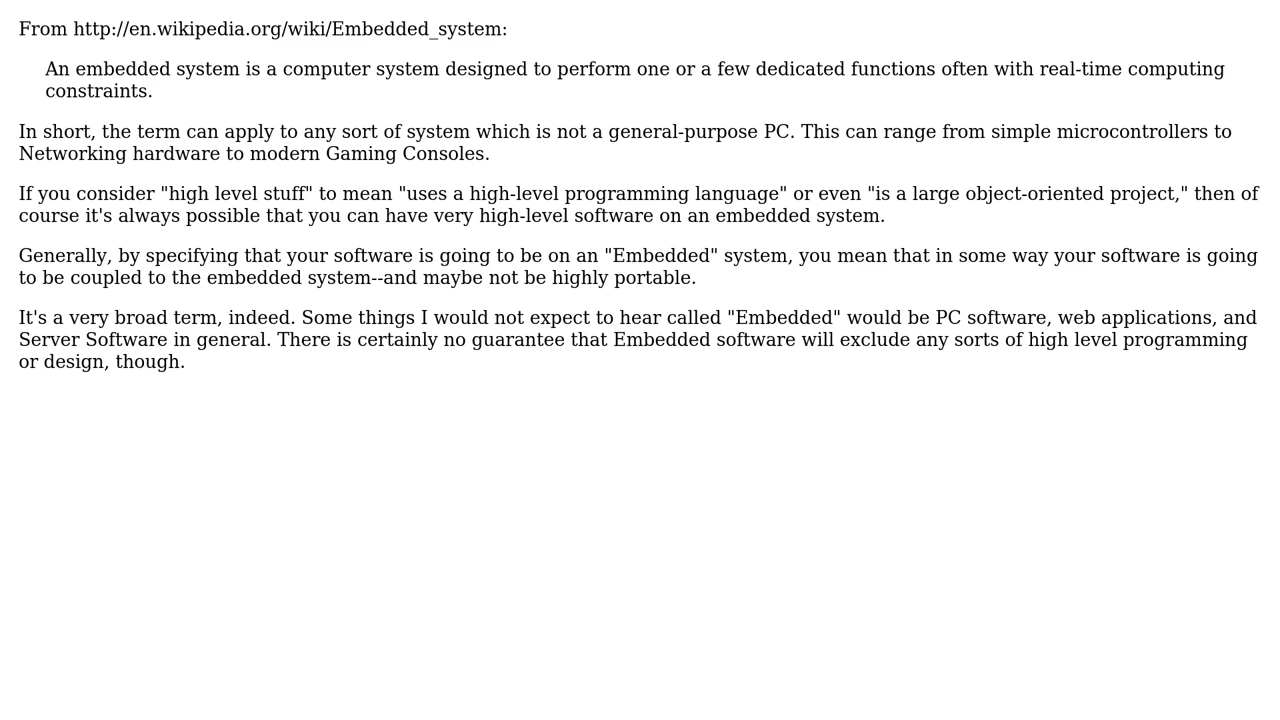 From http://en.wikipedia.org/wiki/Embedded_system:
An embedded system is a computer system designed to perform one or a few dedicated functions often with real-time computing
constraints.
In short, the term can apply to any sort of system which is not a general-purpose PC. This can range from simple microcontrollers to
Networking hardware to modern Gaming Consoles.
If you consider "high level stuff" to mean "uses a high-level programming language" or even "is a large object-oriented project," then of
course it's always possible that you can have very high-level software on an embedded system.
Generally, by specifying that your software is going to be on an "Embedded" system, you mean that in some way your software is going
to be coupled to the embedded system--and maybe not be highly portable.
It's a very broad term, indeed. Some things I would not expect to hear called "Embedded" would be PC software, web applications, and
Server Software in general. There is certainly no guarantee that Embedded software will exclude any sorts of high level programming
or design, though.